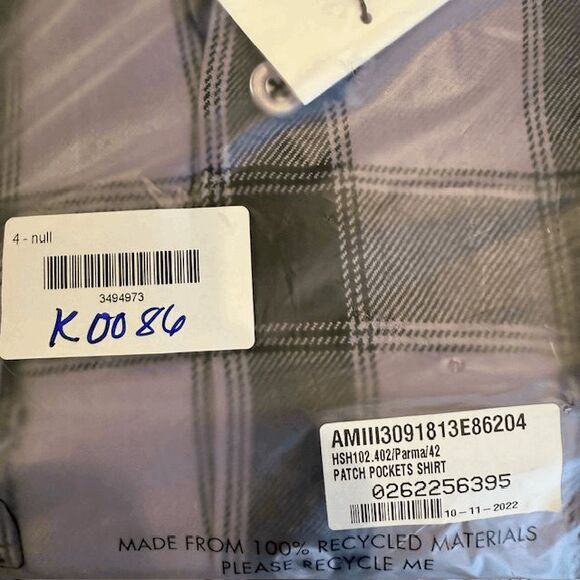 4 - null
3494973
K0086
AMIII3091813E86204
HSH102.402/Parma/42
PATCH POCKETS SHIRT
0262256395
10-11-2022
MADE FROM 100% RECYCLED MATERIALS
PLEASE RECYCLE ME